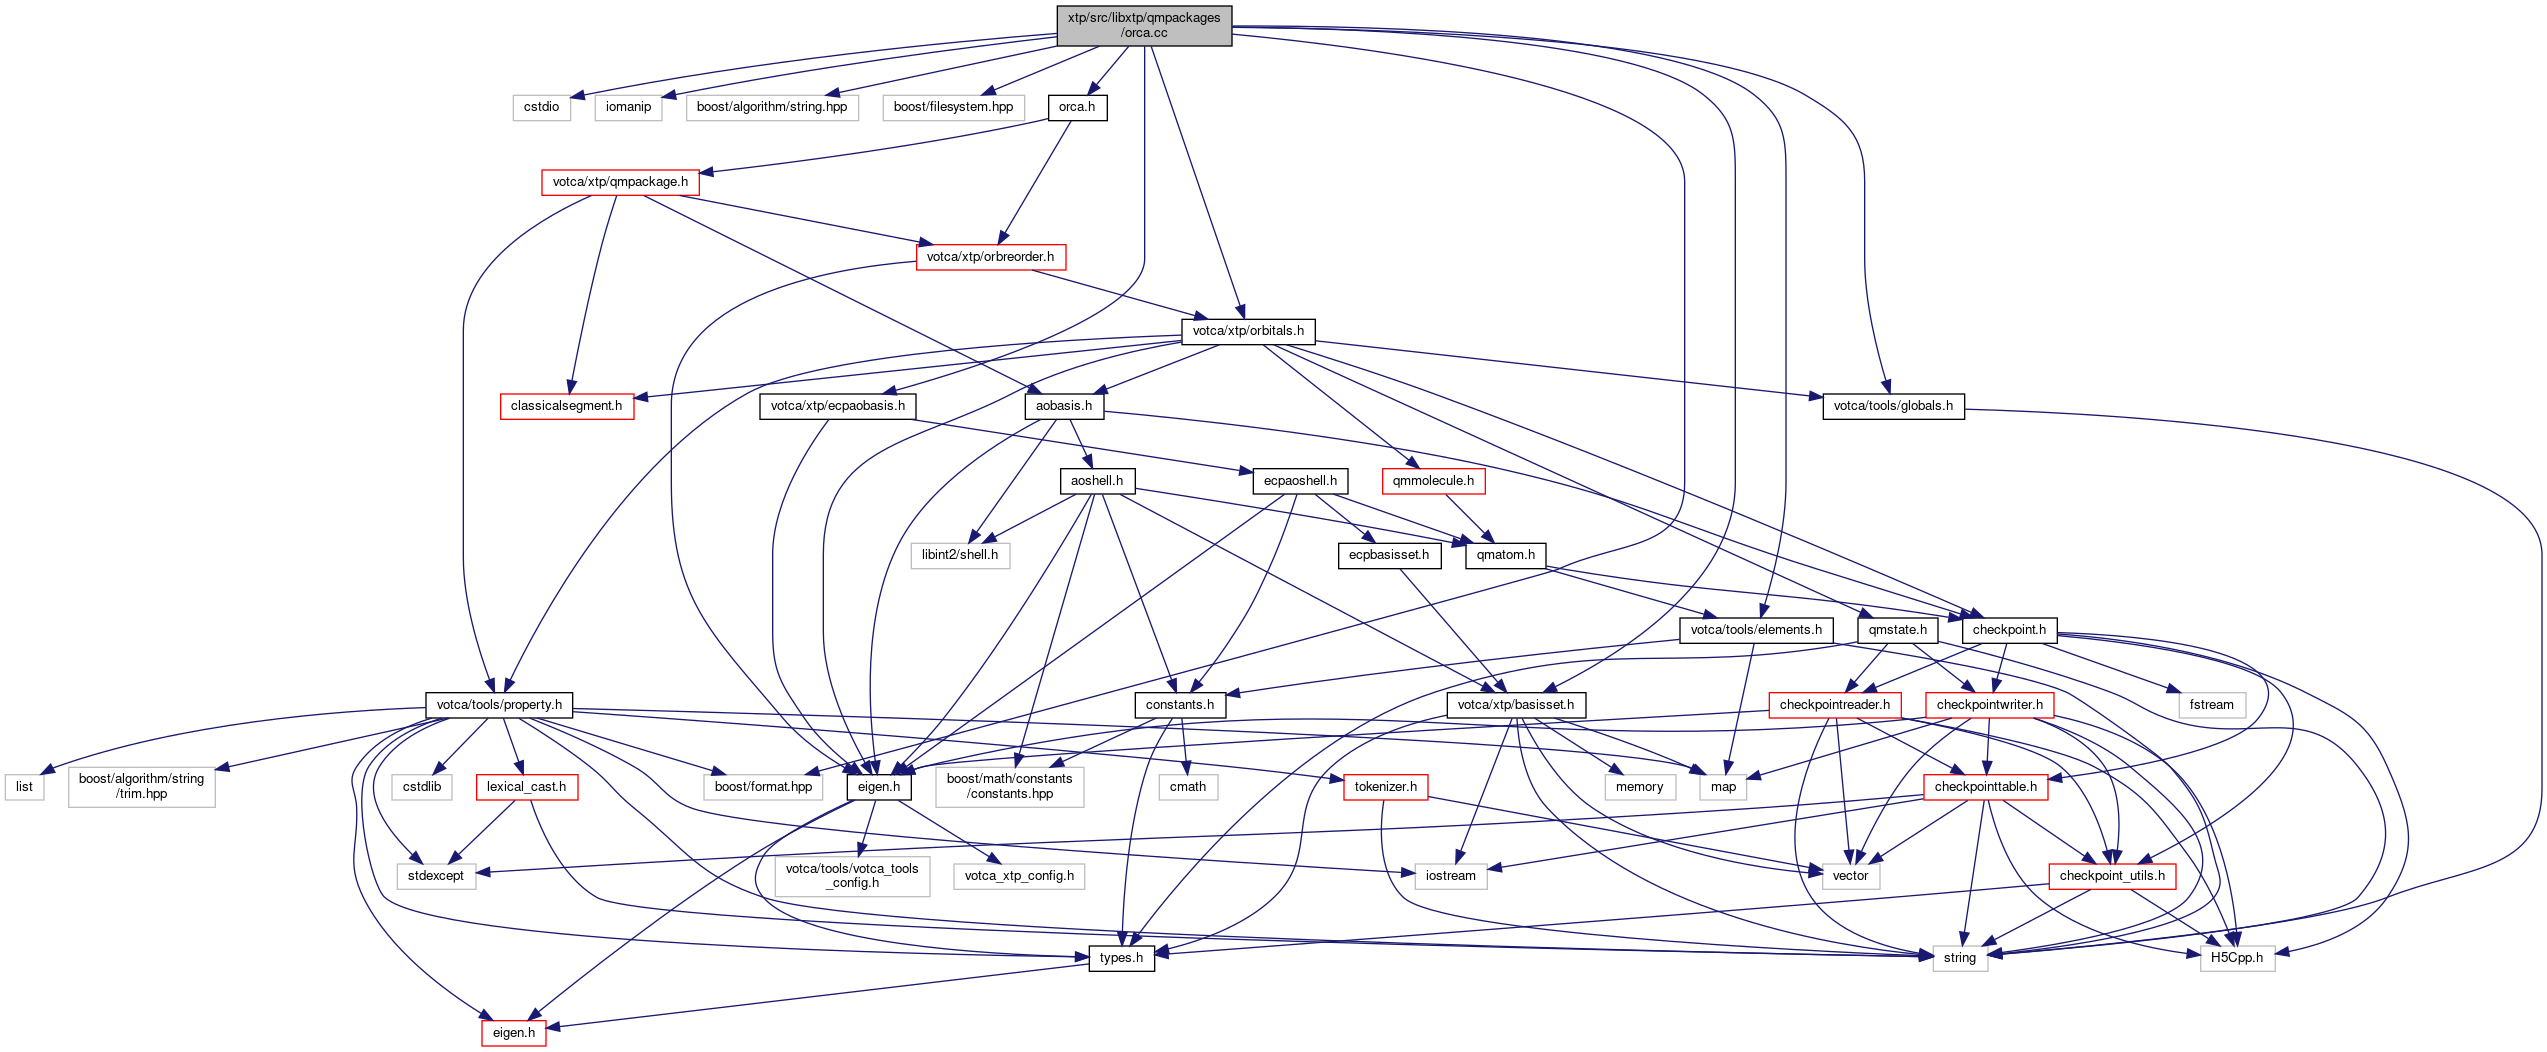 xtp/src/libxtp/qmpackages
/orca.cc
cstdio
iomanip
boost/algorithm/string.hpp
boost/filesystem.hpp
orca.h
votca/xtp/qmpackage.h
votca/xtp/orbreorder.h
votca/xtp/orbitals.h
classicalsegment.h
votca/xtp/ecpaobasis.h
aobasis.h
votca/tools/globals.h
aoshell.h
ecpaoshell.h
qmmolecule.h
libint2/shell.h
ecpbasisset.h
qmatom.h
votca/tools/elements.h
qmstate.h
checkpoint.h
votca/tools/property.h
constants.h
votca/xtp/basisset.h
checkpointreader.h
checkpointwriter.h
fstream
list
boost/algorithm/string
/trim.hpp
cstdlib
lexical_cast.h
boost/format.hpp
eigen.h
boost/math/constants
/constants.hpp
cmath
tokenizer.h
memory
map
checkpointtable.h
stdexcept
votca/tools/votca_tools
_config.h
votca_xtp_config.h
iostream
vector
checkpoint_utils.h
types.h
string
H5Cpp.h
eigen.h